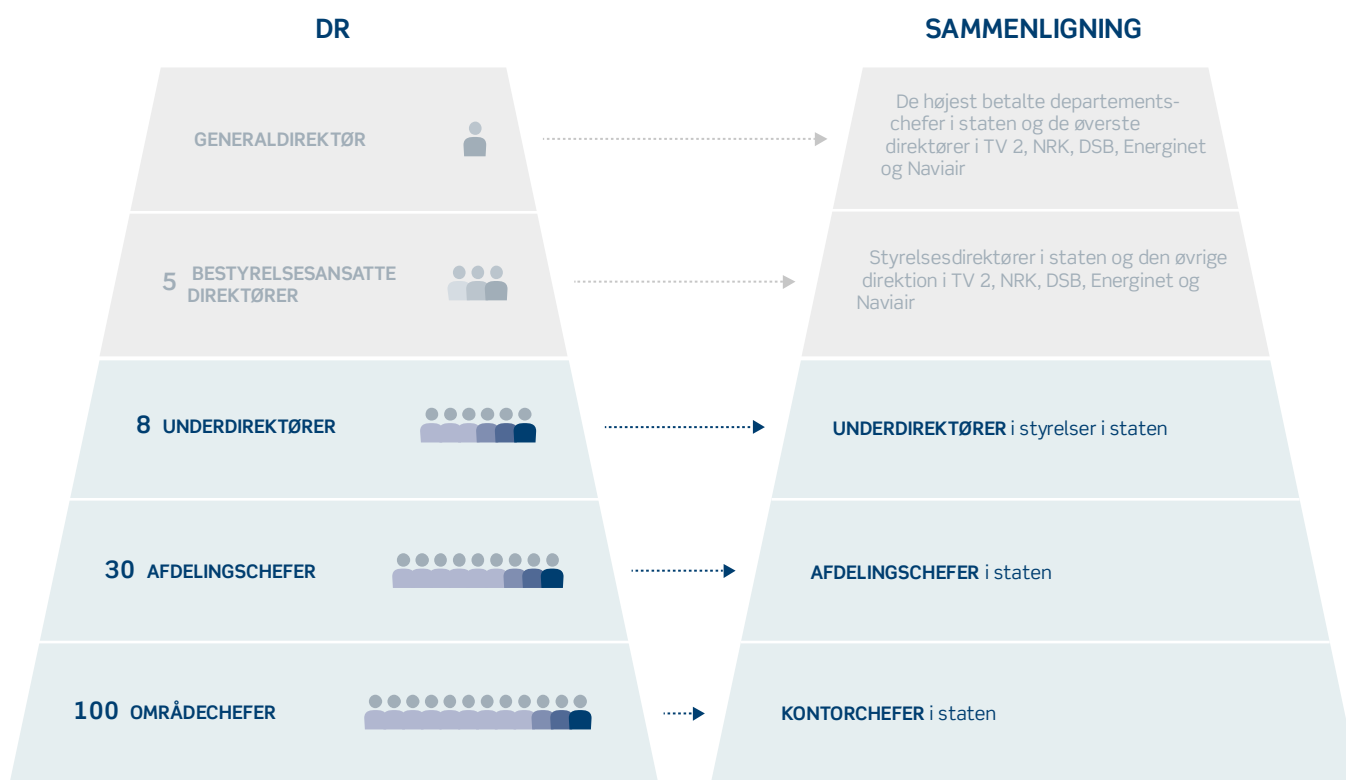 DR
SAMMENLIGNING
GENERALDIREKTØR
De højest betalte departements-
chefer i staten og de øverste
direktører i TV 2, NRK, DSB, Energinet
og Naviair
5 BESTYRELSESANSATTE
DIREKTØRER
Styrelsesdirektører i staten og den øvrige
direktion i TV 2, NRK, DSB, Energinet og
Naviair
8 UNDERDIREKTØRER
UNDERDIREKTØRER i styrelser i staten
30 AFDELINGSCHEFER
AFDELINGSCHEFER i staten
100 OMRÅDECHEFER
KONTORCHEFER i staten